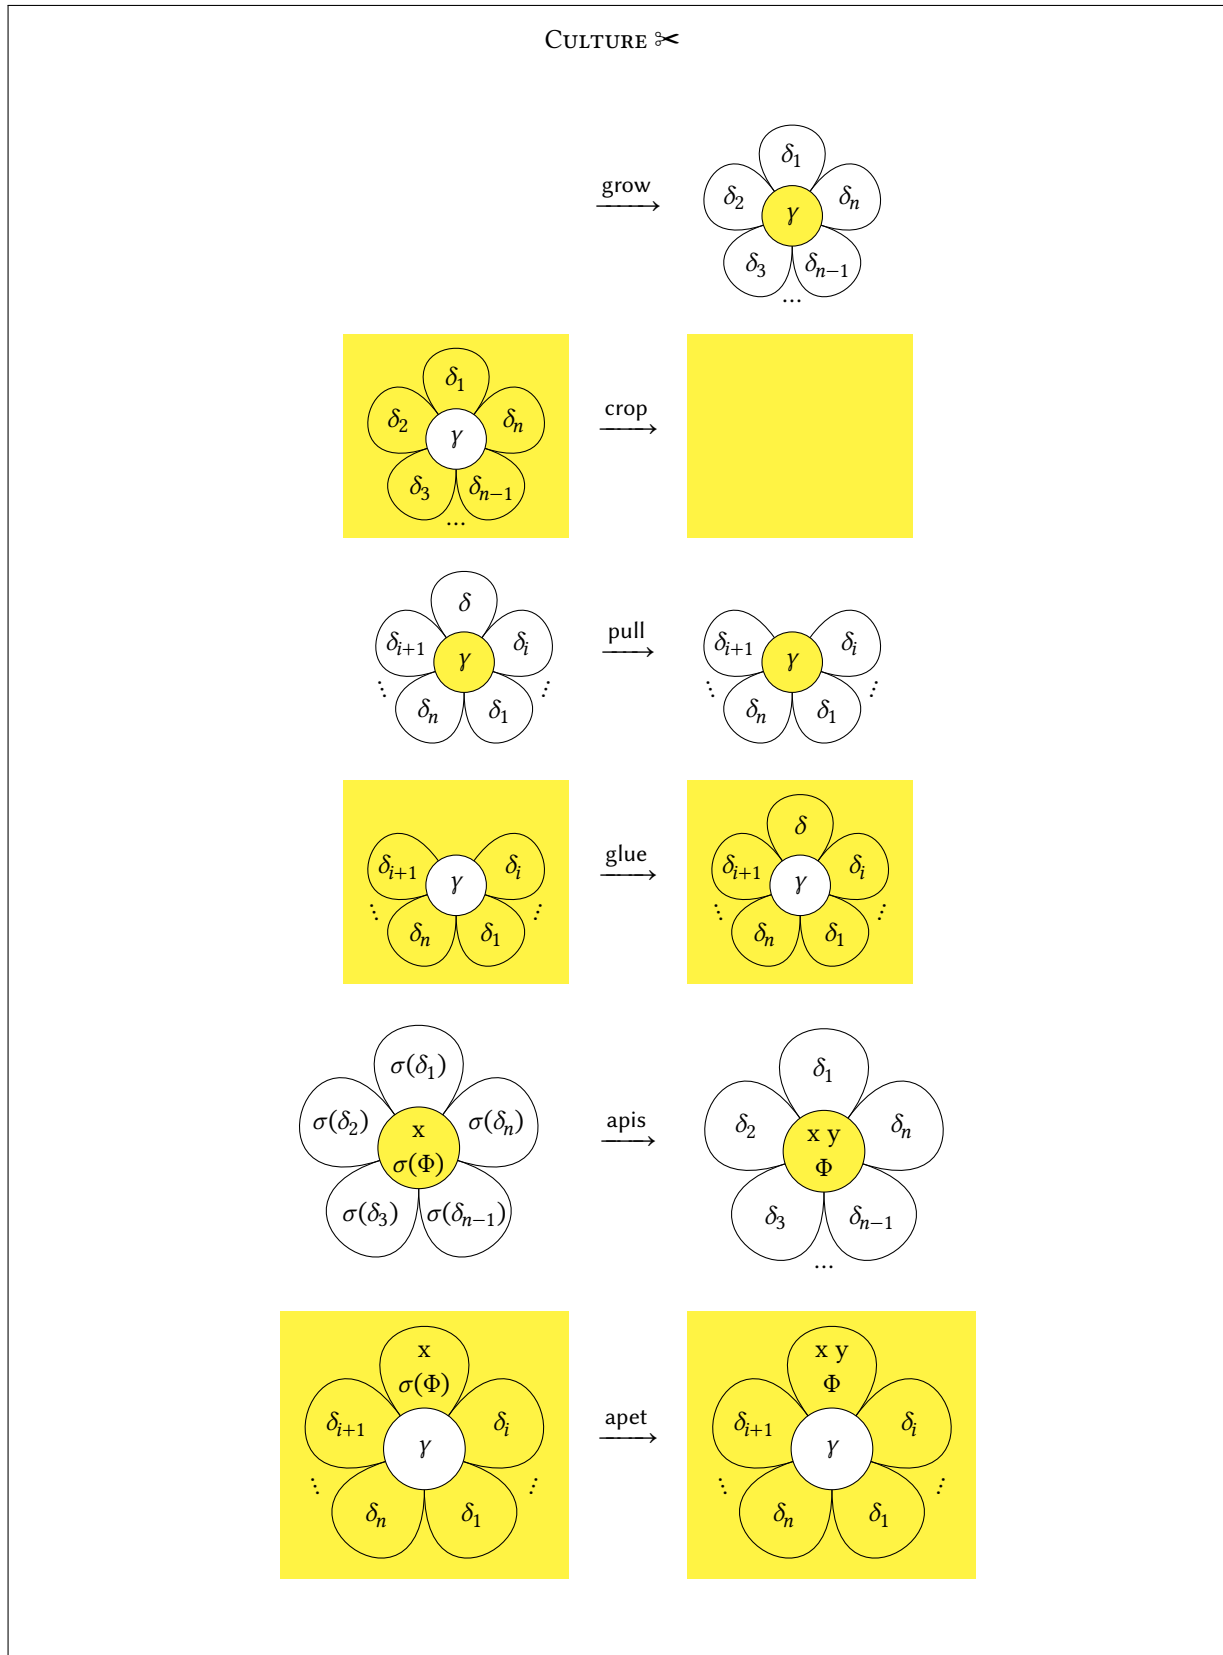 CULTURE ✂
grow
δ₁
δ₂ γ δₙ
δ₃ δₙ₋₁
...
crop
δ₁
δ₂ γ δₙ
δ₃ δₙ₋₁
...
δ
δᵢ₊₁ γ δᵢ
⋮ δₙ δ₁ ⋮
pull
δᵢ₊₁ γ δᵢ
⋮ δₙ δ₁ ⋮
δᵢ₊₁ γ δᵢ
⋮ δₙ δ₁ ⋮
glue
δ
δᵢ₊₁ γ δᵢ
⋮ δₙ δ₁ ⋮
σ(δ₁)
σ(δ₂) x σ(δₙ)
σ(Φ)
σ(δ₃) σ(δₙ₋₁)
apis
δ₁
δ₂ x y δₙ
Φ
δ₃ δₙ₋₁
...
x
σ(Φ)
δᵢ₊₁ γ δᵢ
⋮ δₙ δ₁ ⋮
apet
x y
Φ
δᵢ₊₁ γ δᵢ
⋮ δₙ δ₁ ⋮